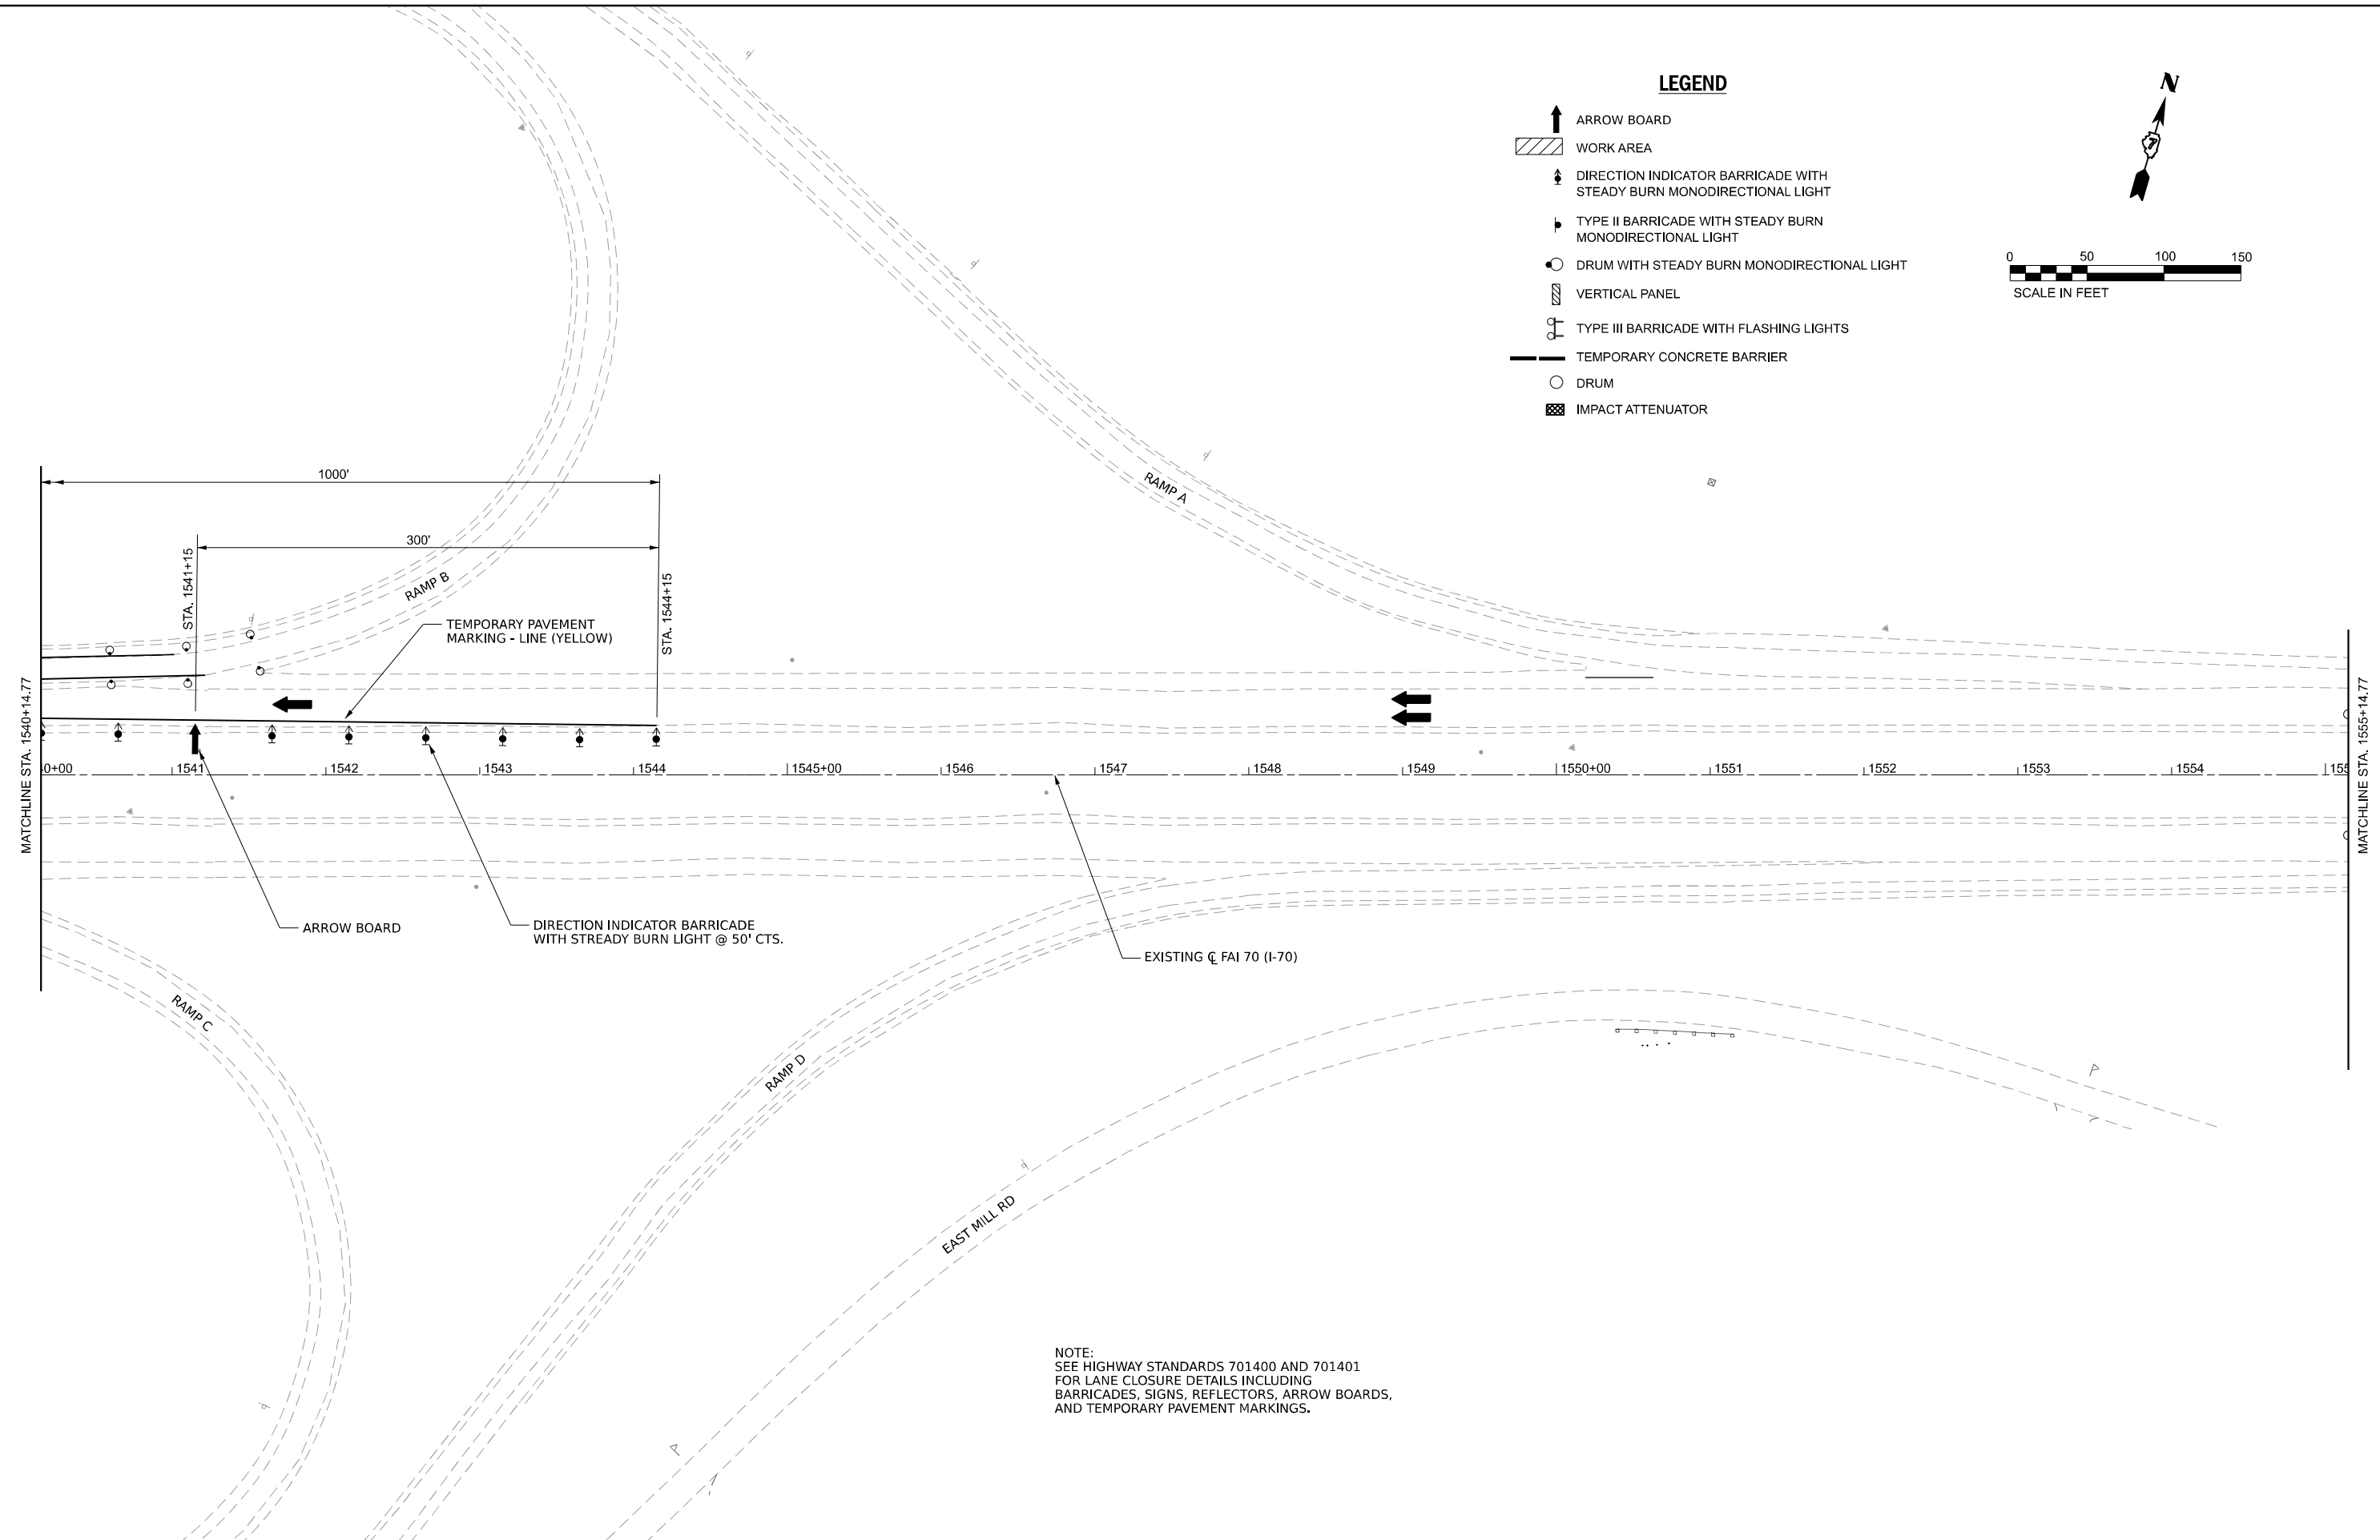 LEGEND
ARROW BOARD
WORK AREA
DIRECTION INDICATOR BARRICADE WITH
STEADY BURN MONODIRECTIONAL LIGHT
TYPE II BARRICADE WITH STEADY BURN
MONODIRECTIONAL LIGHT
DRUM WITH STEADY BURN MONODIRECTIONAL LIGHT
VERTICAL PANEL
TYPE III BARRICADE WITH FLASHING LIGHTS
TEMPORARY CONCRETE BARRIER
DRUM
IMPACT ATTENUATOR
N
7
0 50 100 150
SCALE IN FEET
1000'
300'
STA. 1541+15
STA. 1544+15
RAMP A
RAMP B
TEMPORARY PAVEMENT
MARKING - LINE (YELLOW)
MATCHLINE STA. 1540+14.77
MATCHLINE STA. 1555+14.77
0+00 1541 1542 1543 1544 1545+00 1546 1547 1548 1549 1550+00 1551 1552 1553 1554 155
ARROW BOARD
DIRECTION INDICATOR BARRICADE
WITH STREADY BURN LIGHT @ 50' CTS.
EXISTING ℄ FAI 70 (I-70)
RAMP C
RAMP D
EAST MILL RD
NOTE:
SEE HIGHWAY STANDARDS 701400 AND 701401
FOR LANE CLOSURE DETAILS INCLUDING
BARRICADES, SIGNS, REFLECTORS, ARROW BOARDS,
AND TEMPORARY PAVEMENT MARKINGS.